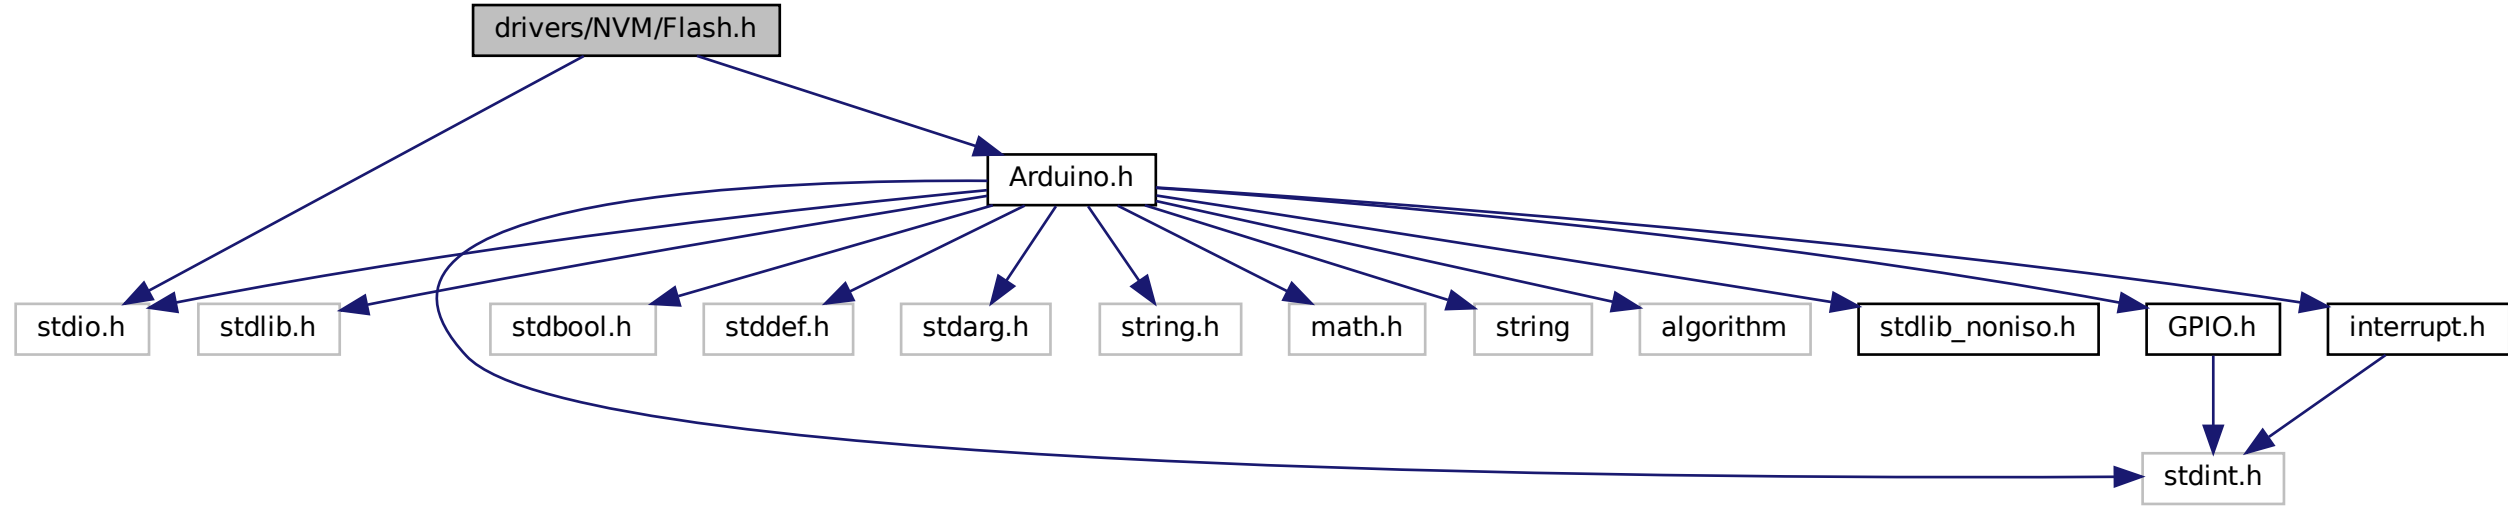 drivers/NVM/Flash.h
Arduino.h
stdio.h
stdlib.h
stdbool.h
stddef.h
stdarg.h
string.h
math.h
string
algorithm
stdlib_noniso.h
GPIO.h
interrupt.h
stdint.h